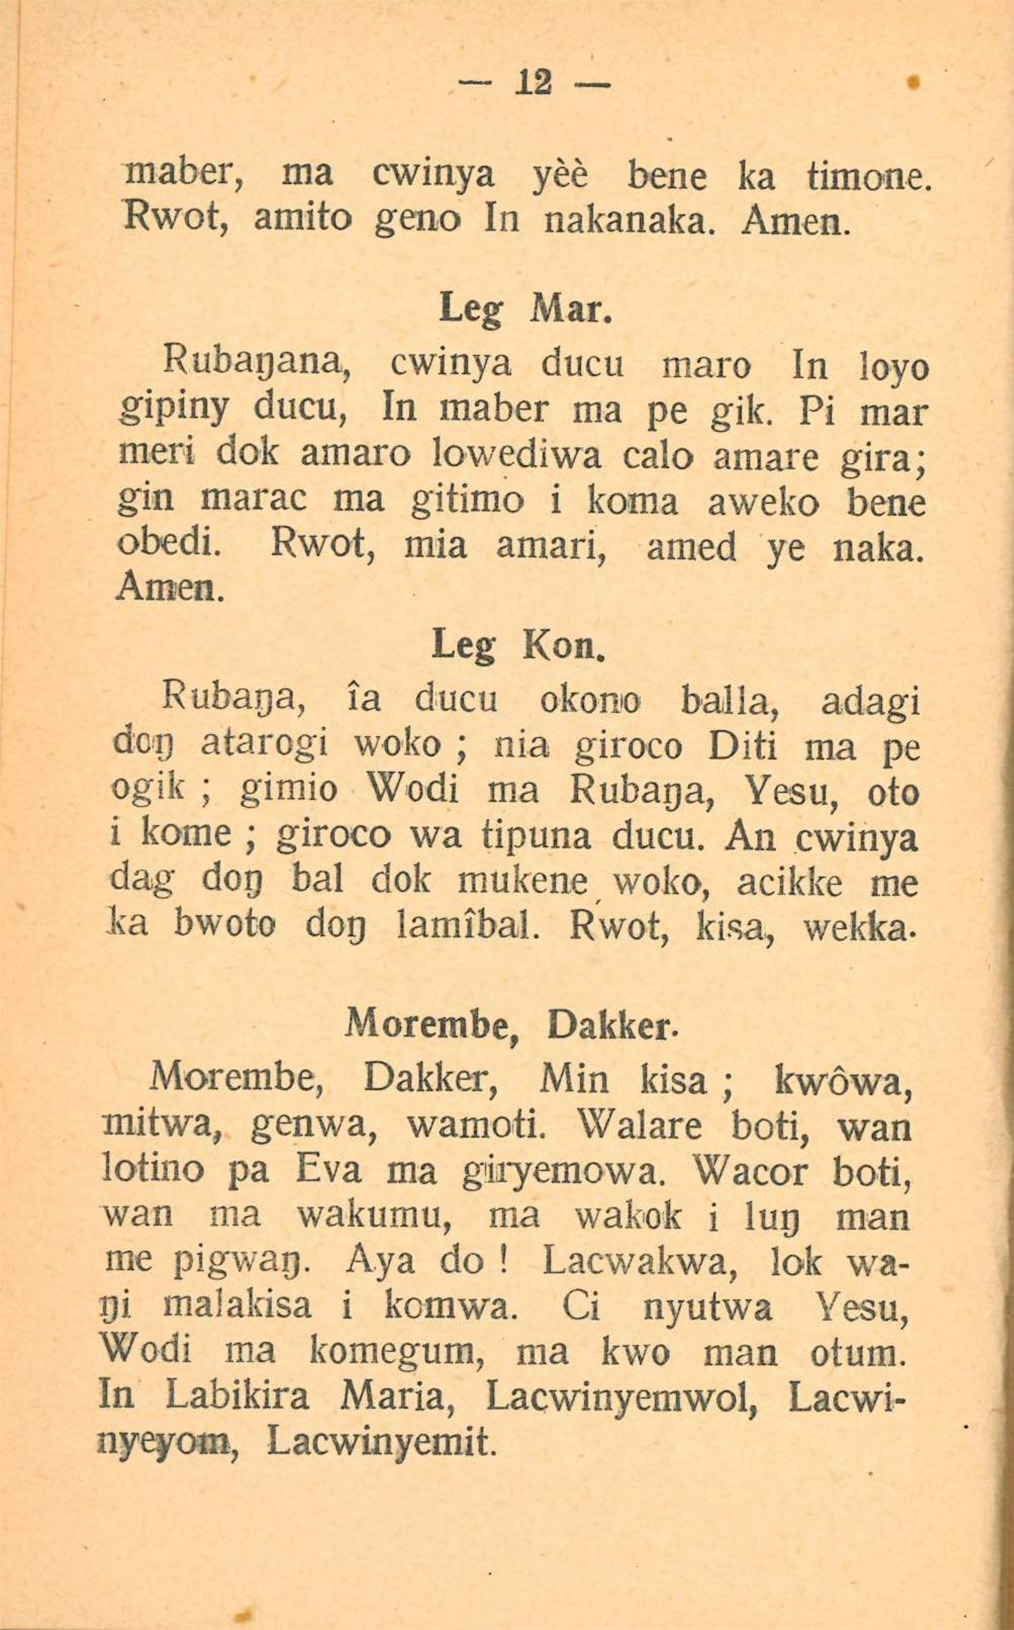 — 12 —
maber, ma cwinya yèè bene ka timone.
Rwot, amito geno In nakanaka. Amen.
Leg Mar.
Rubaŋana, cwinya ducu maro In loyo
gipiny ducu, In maber ma pe gik. Pi mar
meri dok amaro lowediwa calo amare gira;
gin marac ma gitimo i koma aweko bene
obedi. Rwot, mia amari, amed ye naka.
Amen.
Leg Kon.
Rubaŋa, îa ducu okono balla, adagi
doŋ atarogi woko ; nia giroco Diti ma pe
ogik ; gimio Wodi ma Rubaŋa, Yesu, oto
i kome ; giroco wa tipuna ducu. An cwinya
dag doŋ bal dok mukene woko, acikke me
ka bwoto doŋ lamîbal. Rwot, kisa, wekka.
Morembe, Dakker.
Morembe, Dakker, Min kisa ; kwôwa,
mitwa, genwa, wamoti. Walare boti, wan
lotino pa Eva ma giryemowa. Wacor boti,
wan ma wakumu, ma wakok i luŋ man
me pigwaŋ. Aya do ! Lacwakwa, lok wa-
ŋi malakisa i komwa. Ci nyutwa Yesu,
Wodi ma komegum, ma kwo man otum.
In Labikira Maria, Lacwinyemwol, Lacwi-
nyeyom, Lacwinyemit.